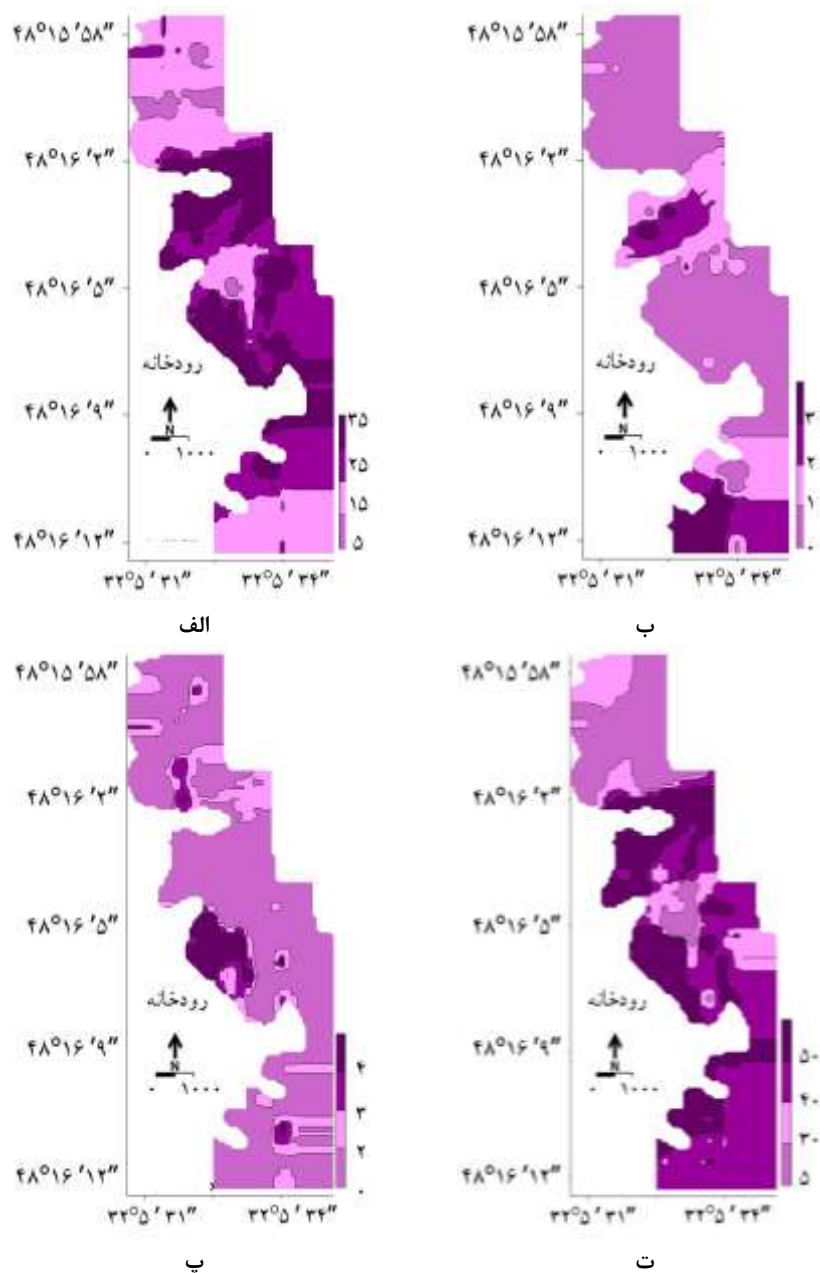 ۴۸°۱۵ '۵۸"
۴۸°۱۶ '۲"
۴۸°۱۶ '۵"
رودخانه
۴۸°۱۶ '۹"
N
۰ ۱۰۰۰
۳۵
۲۵
۱۵
۵
۴۸°۱۶ '۱۲"
۳۲°۵ ' ۳۱" ۳۲°۵ ' ۳۴"
الف
۴۸°۱۵ '۵۸"
۴۸°۱۶ '۲"
۴۸°۱۶ '۵"
رودخانه
۴۸°۱۶ '۹"
N
۰ ۱۰۰۰
۳
۲
۱
۰
۴۸°۱۶ '۱۲"
۳۲°۵ ' ۳۱" ۳۲°۵ ' ۳۴"
ب
۴۸°۱۵ '۵۸"
۴۸°۱۶ '۲"
۴۸°۱۶ '۵"
رودخانه
۴۸°۱۶ '۹"
N
۰ ۱۰۰۰
۴
۳
۲
۰
۴۸°۱۶ '۱۲"
۳۲°۵ ' ۳۱" ۳۲°۵ ' ۳۴"
پ
۴۸°۱۵ '۵۸"
۴۸°۱۶ '۲"
۴۸°۱۶ '۵"
رودخانه
۴۸°۱۶ '۹"
N
۰ ۱۰۰۰
۵۰
۴۰
۳۰
۵
۴۸°۱۶ '۱۲"
۳۲°۵ ' ۳۱" ۳۲°۵ ' ۳۴"
ت